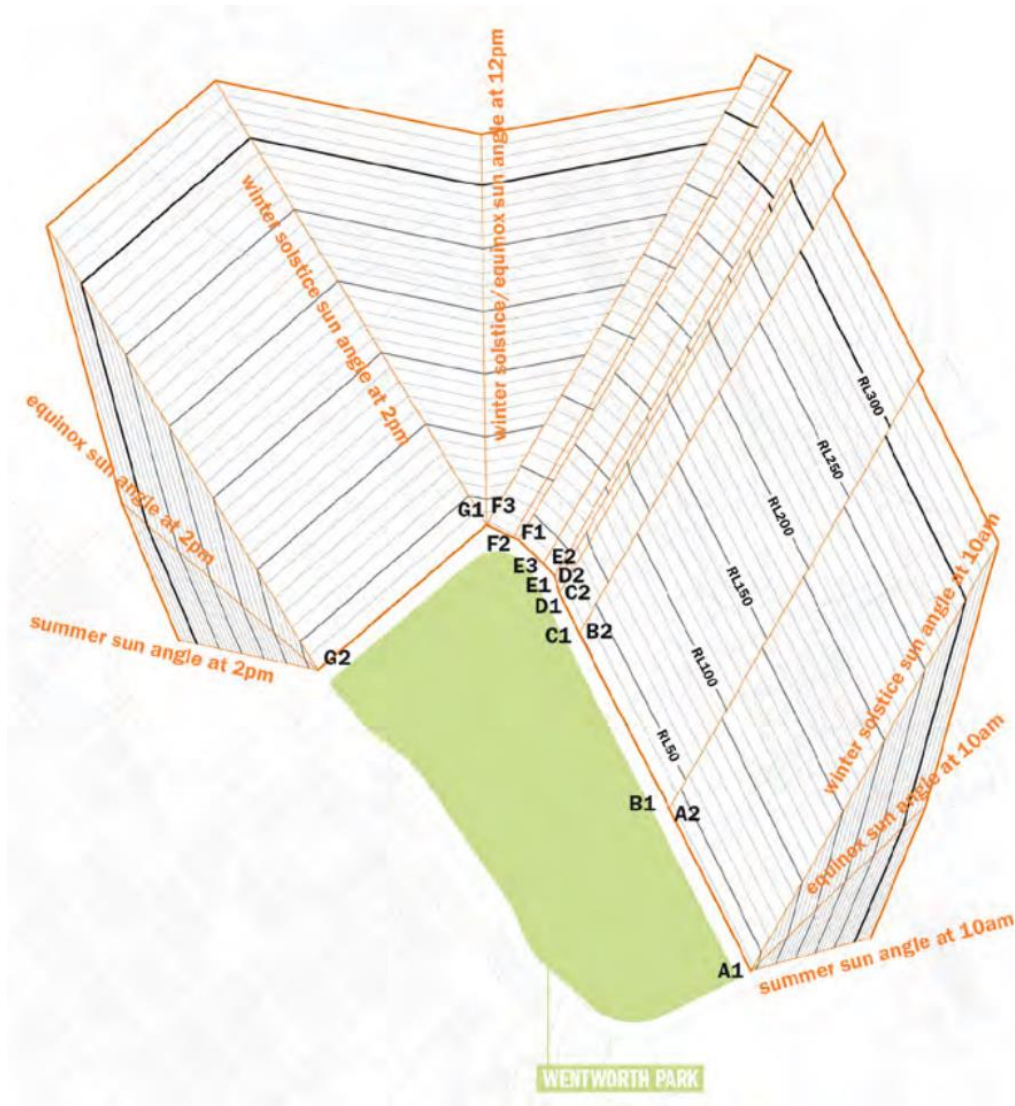 winter solstice/ equinox sun angle at 12pm
winter solstice sun angle at 2pm
equinox sun angle at 2pm
summer sun angle at 2pm
RL300
RL250
RL200
RL150
RL100
RL50
G1
F3
F1
F2
E2
E3
D2
E1
C2
D1
B2
C1
G2
B1
A2
A1
winter solstice sun angle at 10am
equinox sun angle at 10am
summer sun angle at 10am
WENTWORTH PARK